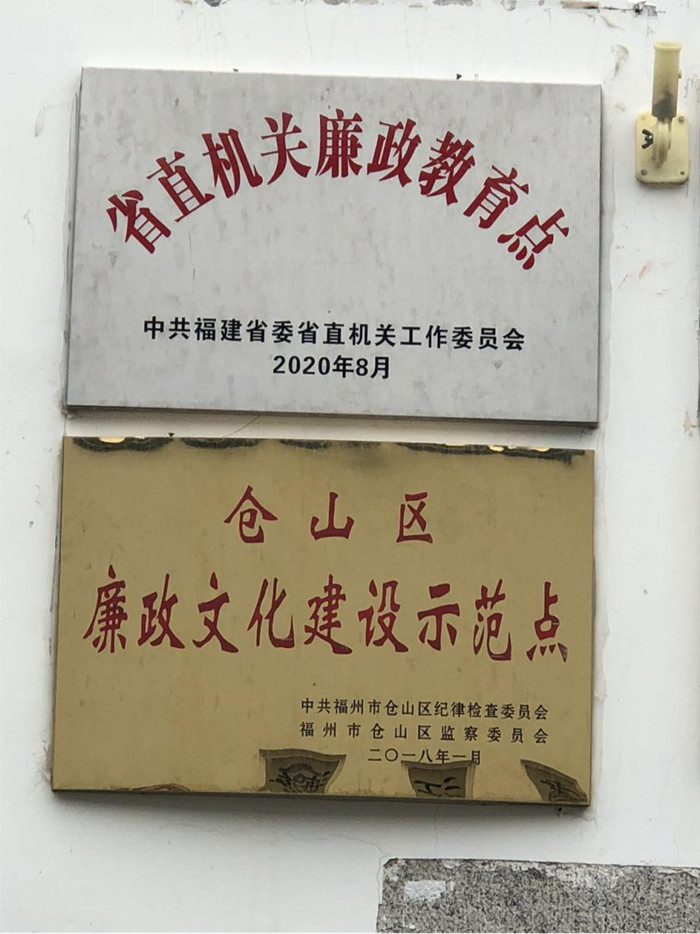 省直机关廉政教育点
中共福建省委省直机关工作委员会
2020年8月
仓山区
廉政文化建设示范点
中共福州市仓山区纪律检查委员会
福州市仓山区监察委员会
二〇一八年一月